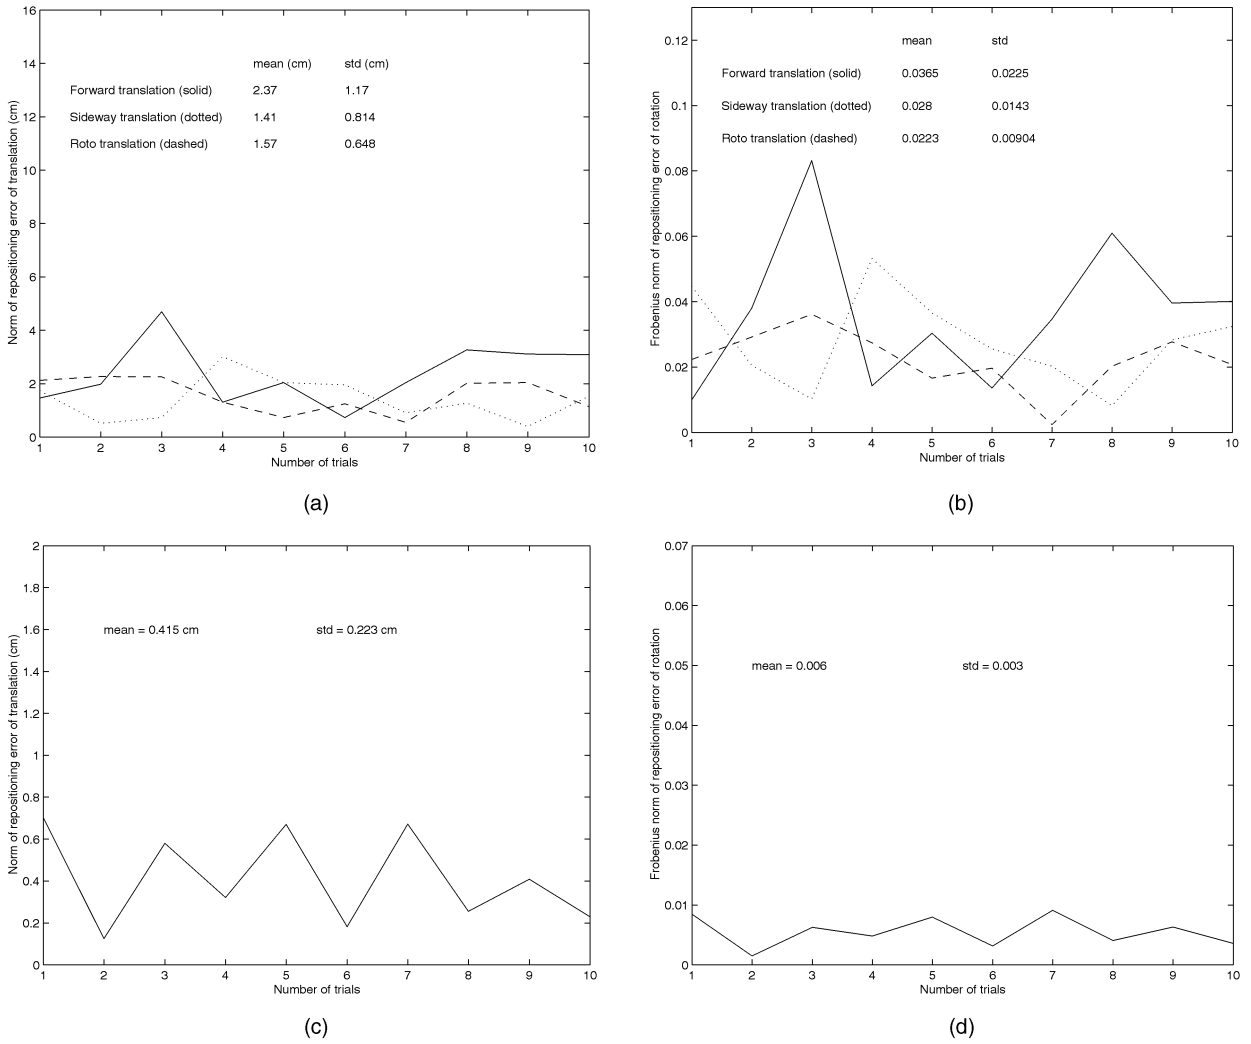 16
14
12
10
8
6
4
2
0
Norm of repositioning error of translation (cm)
mean (cm) std (cm)
Forward translation (solid) 2.37 1.17
Sideway translation (dotted) 1.41 0.814
Roto translation (dashed) 1.57 0.648
1 2 3 4 5 6 7 8 9 10
Number of trials
(a)
0.12
0.1
0.08
0.06
0.04
0.02
0
Frobenius norm of repositioning error of rotation
mean std
Forward translation (solid) 0.0365 0.0225
Sideway translation (dotted) 0.028 0.0143
Roto translation (dashed) 0.0223 0.00904
1 2 3 4 5 6 7 8 9 10
Number of trials
(b)
2
1.8
1.6
1.4
1.2
1
0.8
0.6
0.4
0.2
0
Norm of repositioning error of translation (cm)
mean = 0.415 cm std = 0.223 cm
1 2 3 4 5 6 7 8 9 10
Number of trials
(c)
0.07
0.06
0.05
0.04
0.03
0.02
0.01
0
Frobenius norm of repositioning error of rotation
mean = 0.006 std = 0.003
1 2 3 4 5 6 7 8 9 10
Number of trials
(d)